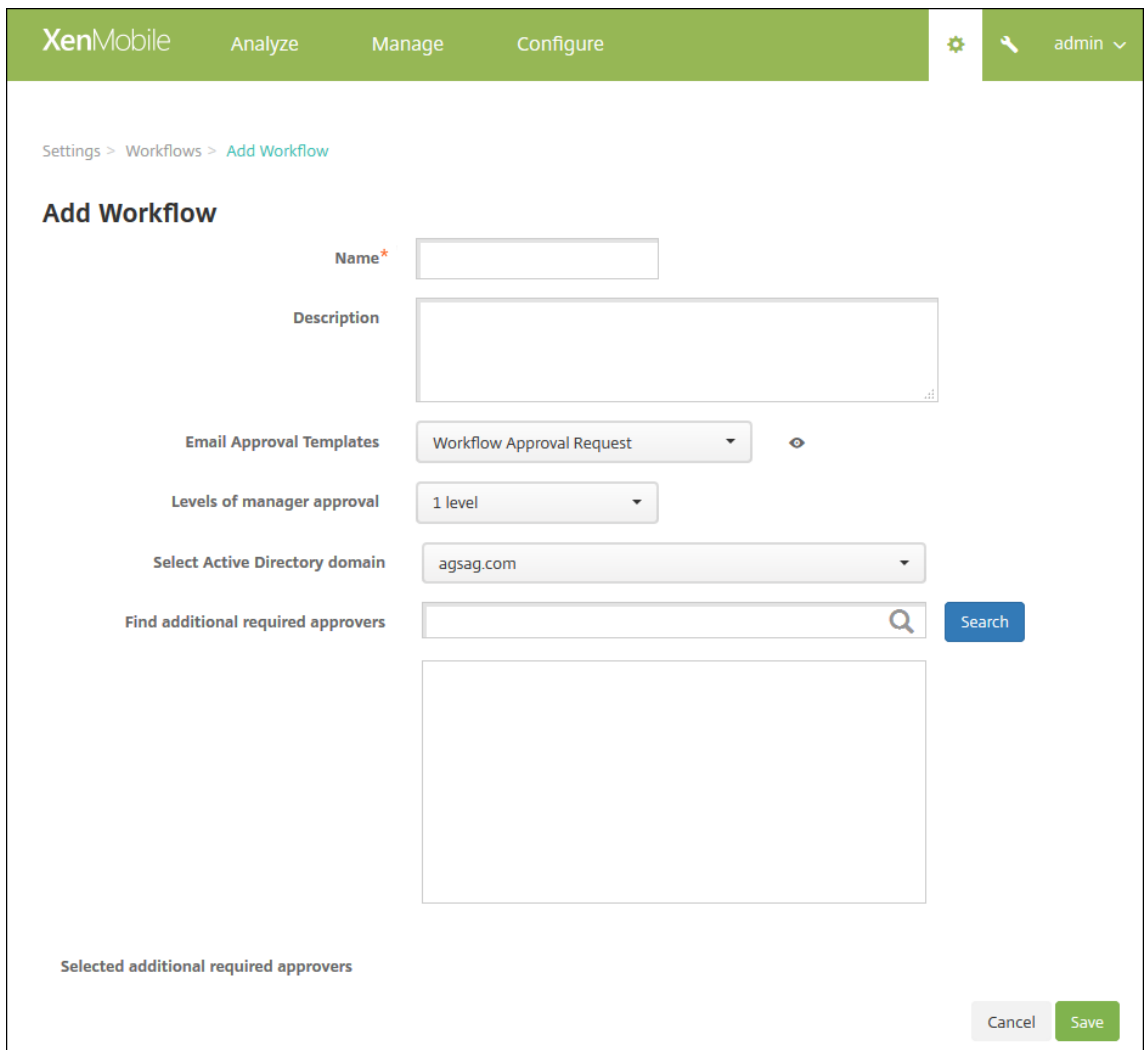 XenMobile Analyze Manage Configure admin
Settings > Workflows > Add Workflow
Add Workflow
Name*
Description
Email Approval Templates Workflow Approval Request
Levels of manager approval 1 level
Select Active Directory domain agsag.com
Find additional required approvers Search
Selected additional required approvers
Cancel Save